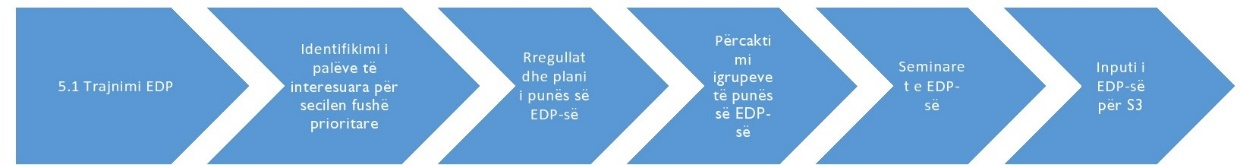 5.1 Trajnimi EDP
Identifikimi i
palëve të
interesuara për
secilen fushë
prioritare
Rregullat
dhe plani
i punës së
EDP-së
Përcakti
mi
igrupeve
të punës
së EDP-
së
Seminare
t e EDP-
së
Inputi i
EDP-së
për S3